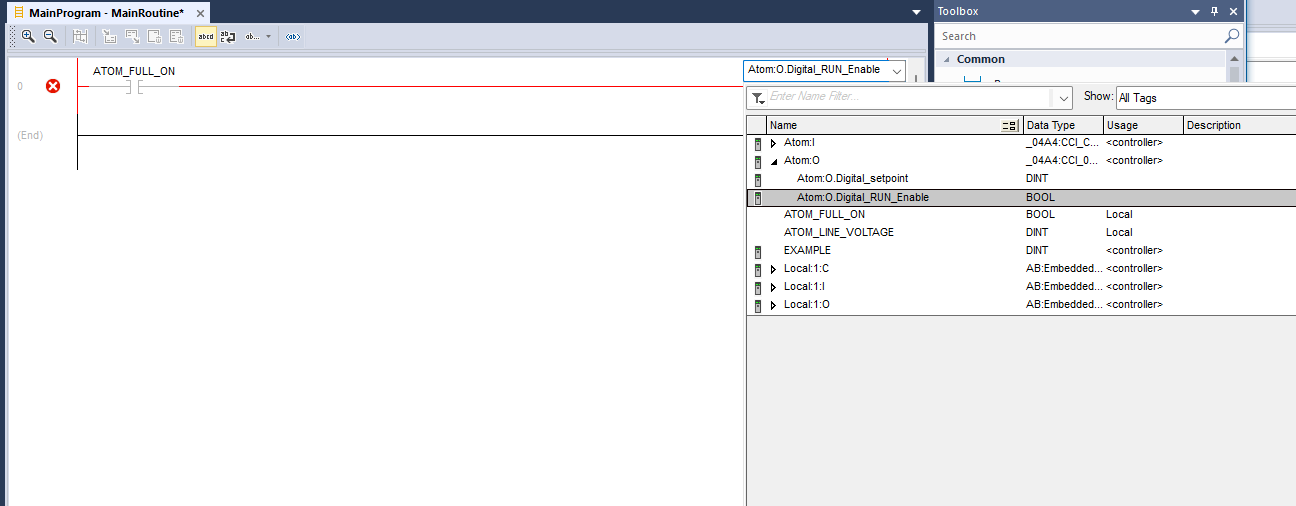 MainProgram - MainRoutine*
Toolbox
abcd
ab...
<ab>
Search
Common
ATOM_FULL_ON
Atom:O.Digital_RUN_Enable
0
Enter Name Filter...
Show: All Tags
Name Data Type Usage Description
(End)
Atom:I _04A4:CCI_C... <controller>
Atom:O _04A4:CCI_0... <controller>
Atom:O.Digital_setpoint DINT
Atom:O.Digital_RUN_Enable BOOL
ATOM_FULL_ON BOOL Local
ATOM_LINE_VOLTAGE DINT Local
EXAMPLE DINT <controller>
Local:1:C AB:Embedded... <controller>
Local:1:I AB:Embedded... <controller>
Local:1:O AB:Embedded... <controller>